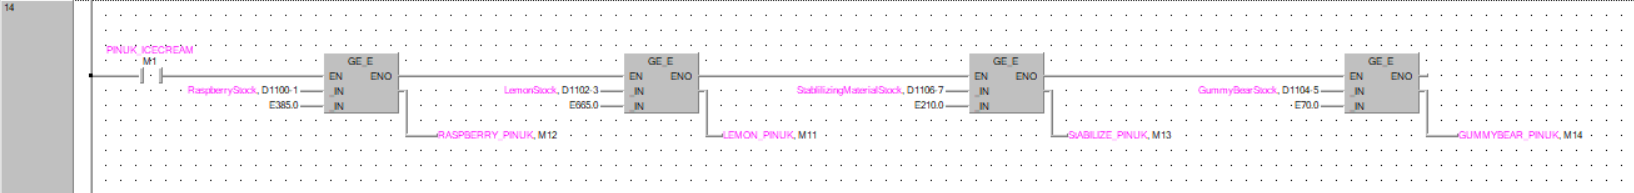 14
PINUK_ICECREAM
M1
GE_E GE_E GE_E GE_E
EN ENO EN ENO EN ENO EN ENO
RaspberryStock, D1100-1 _IN LemonStock, D1102-3 _IN StablilizingMaterialStock, D1106-7 _IN GummyBearStock, D1104-5 _IN
E385.0 _IN E665.0 _IN E210.0 _IN E70.0 _IN
RASPBERRY_PINUK, M12 LEMON_PINUK, M11 StABILIZE_PINUK, M13 GUMMYBEAR_PINUK, M14